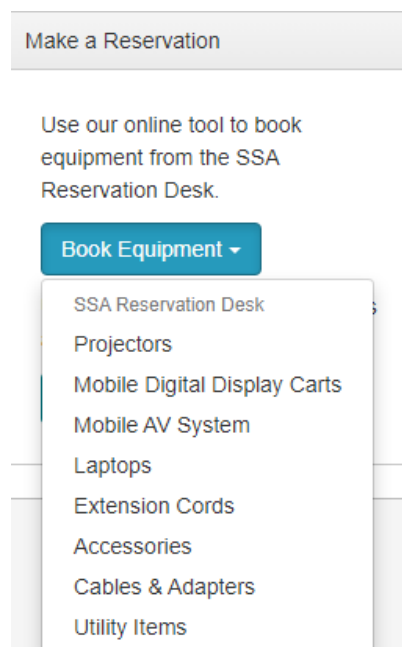 Make a Reservation
Use our online tool to book
equipment from the SSA
Reservation Desk.
Book Equipment
SSA Reservation Desk
Projectors
Mobile Digital Display Carts
Mobile AV System
Laptops
Extension Cords
Accessories
Cables & Adapters
Utility Items